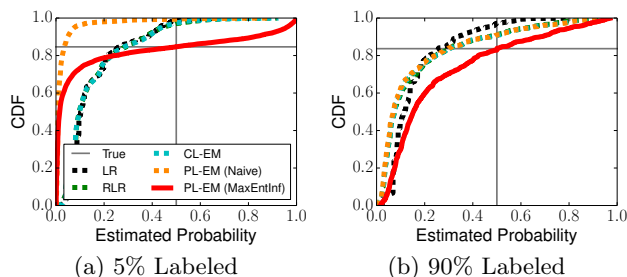 1.0
0.8
0.6
0.4
0.2
0.0
CDF
0.0 0.2 0.4 0.6 0.8 1.0
Estimated Probability
True
LR
RLR
CL-EM
PL-EM (Naive)
PL-EM (MaxEntInf)
(a) 5% Labeled
1.0
0.8
0.6
0.4
0.2
0.0
CDF
0.0 0.2 0.4 0.6 0.8 1.0
Estimated Probability
(b) 90% Labeled